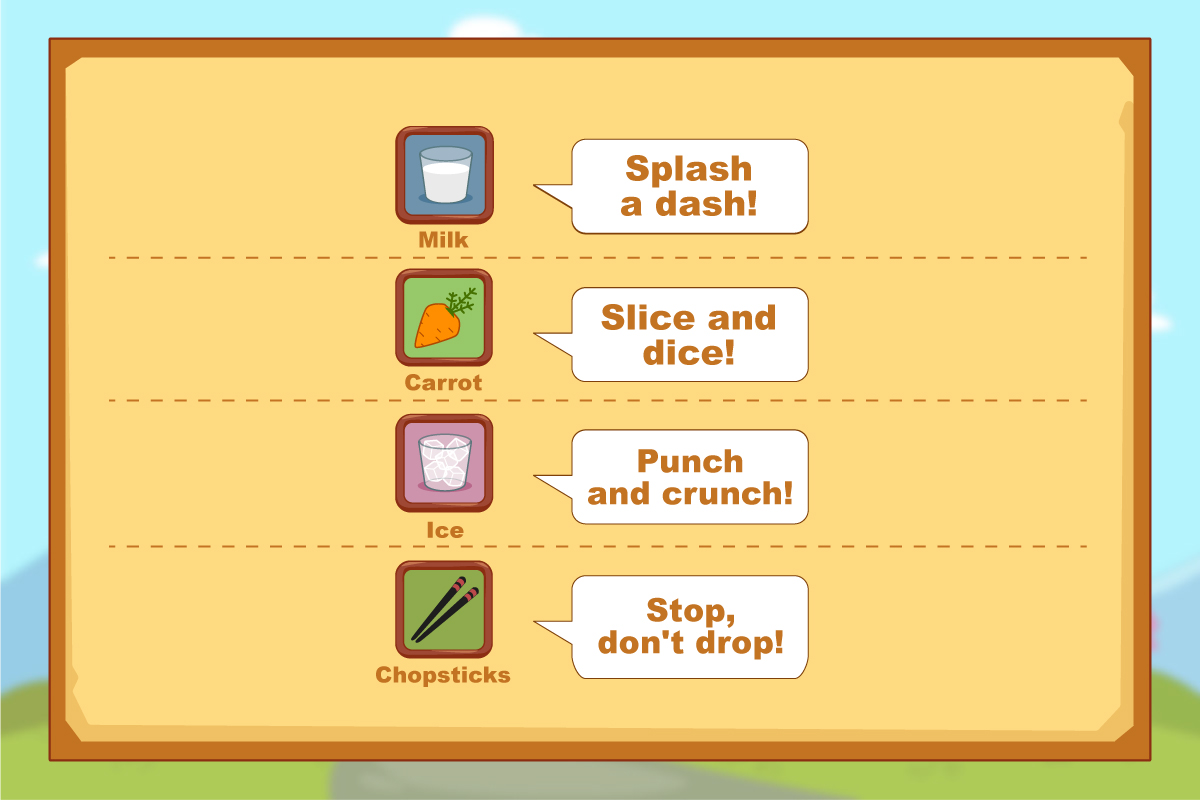 Splash
a dash!
Milk
Slice and
dice!
Carrot
Punch
and crunch!
Ice
Stop,
don't drop!
Chopsticks